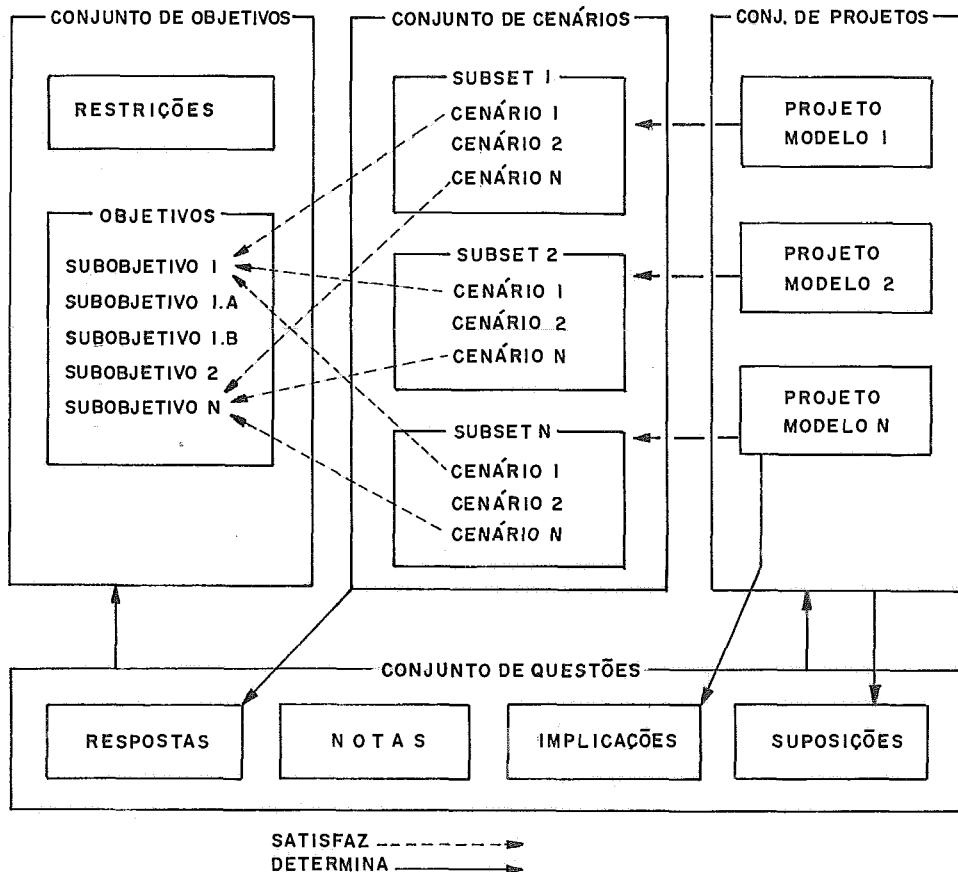 CONJUNTO DE OBJETIVOS
RESTRIÇÕES
OBJETIVOS
SUBOBJETIVO 1
SUBOBJETIVO 1.A
SUBOBJETIVO 1.B
SUBOBJETIVO 2
SUBOBJETIVO N
CONJUNTO DE CENÁRIOS
SUBSET 1
CENÁRIO 1
CENÁRIO 2
CENÁRIO N
SUBSET 2
CENÁRIO 1
CENÁRIO 2
CENÁRIO N
SUBSET N
CENÁRIO 1
CENÁRIO 2
CENÁRIO N
CONJ. DE PROJETOS
PROJETO
MODELO 1
PROJETO
MODELO 2
PROJETO
MODELO N
CONJUNTO DE QUESTÕES
RESPOSTAS
NOTAS
IMPLICAÇÕES
SUPOSIÇÕES
SATISFAZ
DETERMINA